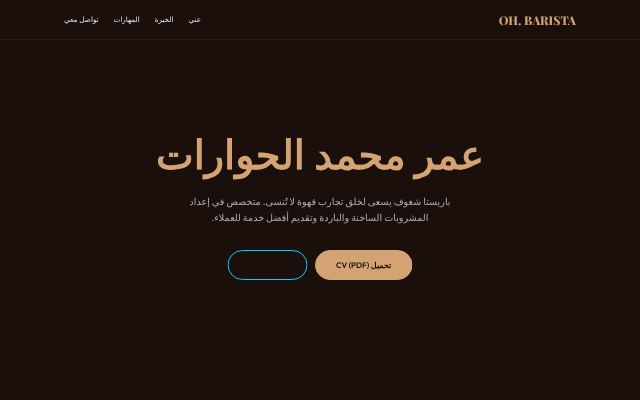 OH. BARISTA
عني
الخبرة
المهارات
تواصل معي
عمر محمد الحوارات
باريستا شغوف يسعى لخلق تجارب قهوة لا تُنسى. متخصص في إعداد
المشروبات الساخنة والباردة وتقديم أفضل خدمة للعملاء.
تحميل CV (PDF)